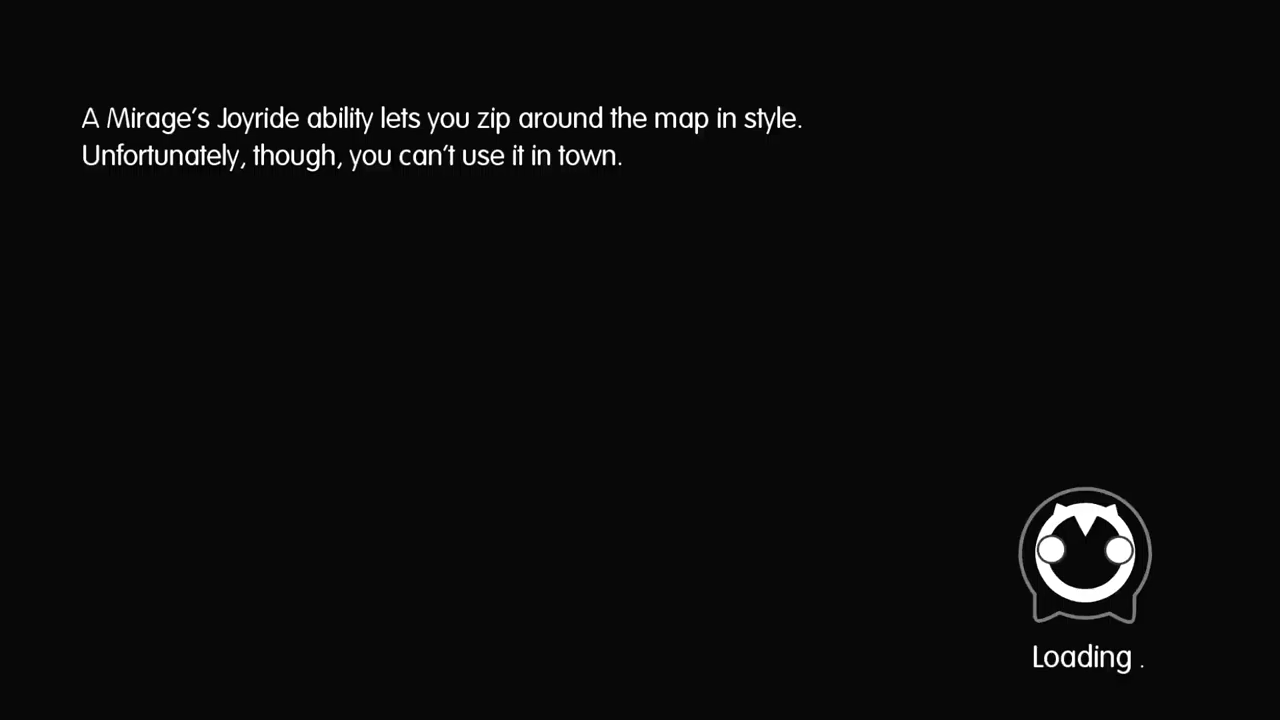 A Mirage's Joyride ability lets you zip around the map in style.
Unfortunately, though, you can't use it in town.
Loading .